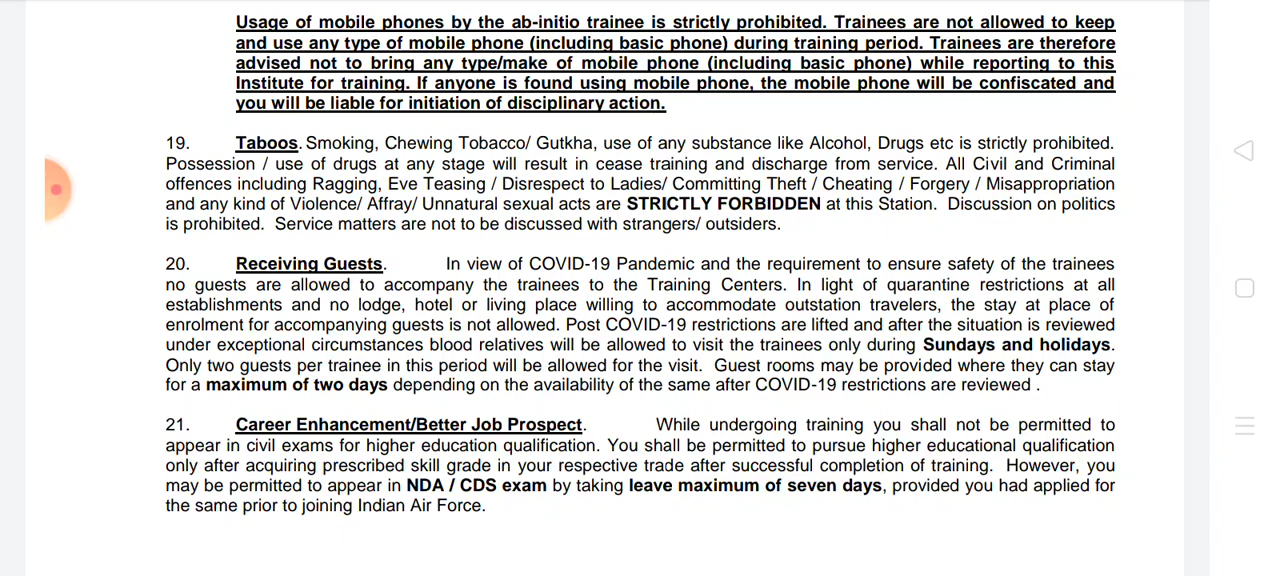 Usage of mobile phones by the ab-initio trainee is strictly prohibited. Trainees are not allowed to keep
and use any type of mobile phone (including basic phone) during training period. Trainees are therefore
advised not to bring any type/make of mobile phone (including basic phone) while reporting to this
Institute for training. If anyone is found using mobile phone, the mobile phone will be confiscated and
you will be liable for initiation of disciplinary action.
19. Taboos. Smoking, Chewing Tobacco/ Gutkha, use of any substance like Alcohol, Drugs etc is strictly prohibited.
Possession / use of drugs at any stage will result in cease training and discharge from service. All Civil and Criminal
offences including Ragging, Eve Teasing / Disrespect to Ladies/ Committing Theft / Cheating / Forgery / Misappropriation
and any kind of Violence/ Affray/ Unnatural sexual acts are STRICTLY FORBIDDEN at this Station. Discussion on politics
is prohibited. Service matters are not to be discussed with strangers/ outsiders.
20. Receiving Guests. In view of COVID-19 Pandemic and the requirement to ensure safety of the trainees
no guests are allowed to accompany the trainees to the Training Centers. In light of quarantine restrictions at all
establishments and no lodge, hotel or living place willing to accommodate outstation travelers, the stay at place of
enrolment for accompanying guests is not allowed. Post COVID-19 restrictions are lifted and after the situation is reviewed
under exceptional circumstances blood relatives will be allowed to visit the trainees only during Sundays and holidays.
Only two guests per trainee in this period will be allowed for the visit. Guest rooms may be provided where they can stay
for a maximum of two days depending on the availability of the same after COVID-19 restrictions are reviewed .
21. Career Enhancement/Better Job Prospect. While undergoing training you shall not be permitted to
appear in civil exams for higher education qualification. You shall be permitted to pursue higher educational qualification
only after acquiring prescribed skill grade in your respective trade after successful completion of training. However, you
may be permitted to appear in NDA / CDS exam by taking leave maximum of seven days, provided you had applied for
the same prior to joining Indian Air Force.